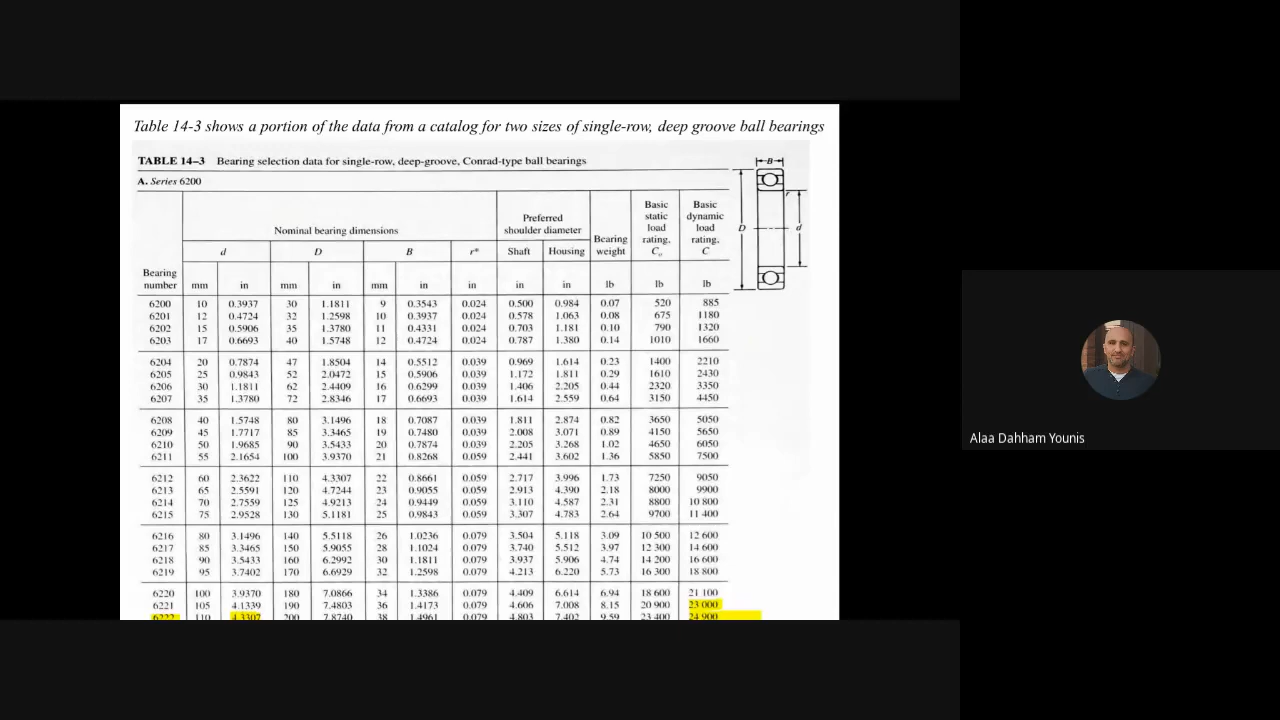 Table 14-3 shows a portion of the data from a catalog for two sizes of single-row, deep groove ball bearings
TABLE 14–3 Bearing selection data for single-row, deep-groove, Conrad-type ball bearings
A. Series 6200
Bearing number
Nominal bearing dimensions
Preferred shoulder diameter
Bearing weight
Basic static load rating, Co
Basic dynamic load rating, C
d D B r* Shaft Housing
mm in mm in mm in in in in lb lb lb
6200 10 0.3937 30 1.1811 9 0.3543 0.024 0.500 0.984 0.07 520 885
6201 12 0.4724 32 1.2598 10 0.3937 0.024 0.578 1.063 0.08 675 1180
6202 15 0.5906 35 1.3780 11 0.4331 0.024 0.703 1.181 0.10 790 1320
6203 17 0.6693 40 1.5748 12 0.4724 0.024 0.787 1.380 0.14 1010 1660
6204 20 0.7874 47 1.8504 14 0.5512 0.039 0.969 1.614 0.23 1400 2210
6205 25 0.9843 52 2.0472 15 0.5906 0.039 1.172 1.811 0.29 1610 2430
6206 30 1.1811 62 2.4409 16 0.6299 0.039 1.406 2.205 0.44 2320 3350
6207 35 1.3780 72 2.8346 17 0.6693 0.039 1.614 2.559 0.64 3150 4450
6208 40 1.5748 80 3.1496 18 0.7087 0.039 1.811 2.874 0.82 3650 5050
6209 45 1.7717 85 3.3465 19 0.7480 0.039 2.008 3.071 0.89 4150 5650
6210 50 1.9685 90 3.5433 20 0.7874 0.039 2.205 3.268 1.02 4650 6050
6211 55 2.1654 100 3.9370 21 0.8268 0.059 2.441 3.602 1.36 5850 7500
6212 60 2.3622 110 4.3307 22 0.8661 0.059 2.717 3.996 1.73 7250 9050
6213 65 2.5591 120 4.7244 23 0.9055 0.059 2.913 4.390 2.18 8000 9900
6214 70 2.7559 125 4.9213 24 0.9449 0.059 3.110 4.587 2.31 8800 10 800
6215 75 2.9528 130 5.1181 25 0.9843 0.059 3.307 4.783 2.64 9700 11 400
6216 80 3.1496 140 5.5118 26 1.0236 0.079 3.504 5.118 3.09 10 500 12 600
6217 85 3.3465 150 5.9055 28 1.1024 0.079 3.740 5.512 3.97 12 300 14 600
6218 90 3.5433 160 6.2992 30 1.1811 0.079 3.937 5.906 4.74 14 200 16 600
6219 95 3.7402 170 6.6929 32 1.2598 0.079 4.213 6.220 5.73 16 300 18 800
6220 100 3.9370 180 7.0866 34 1.3386 0.079 4.409 6.614 6.94 18 600 21 100
6221 105 4.1339 190 7.4803 36 1.4173 0.079 4.606 7.008 8.15 20 900 23 000
6222 110 4.3307 200 7.8740 38 1.4961 0.079 4.803 7.402 9.59 23 400 24 900
B
r
D
d
Alaa Dahham Younis